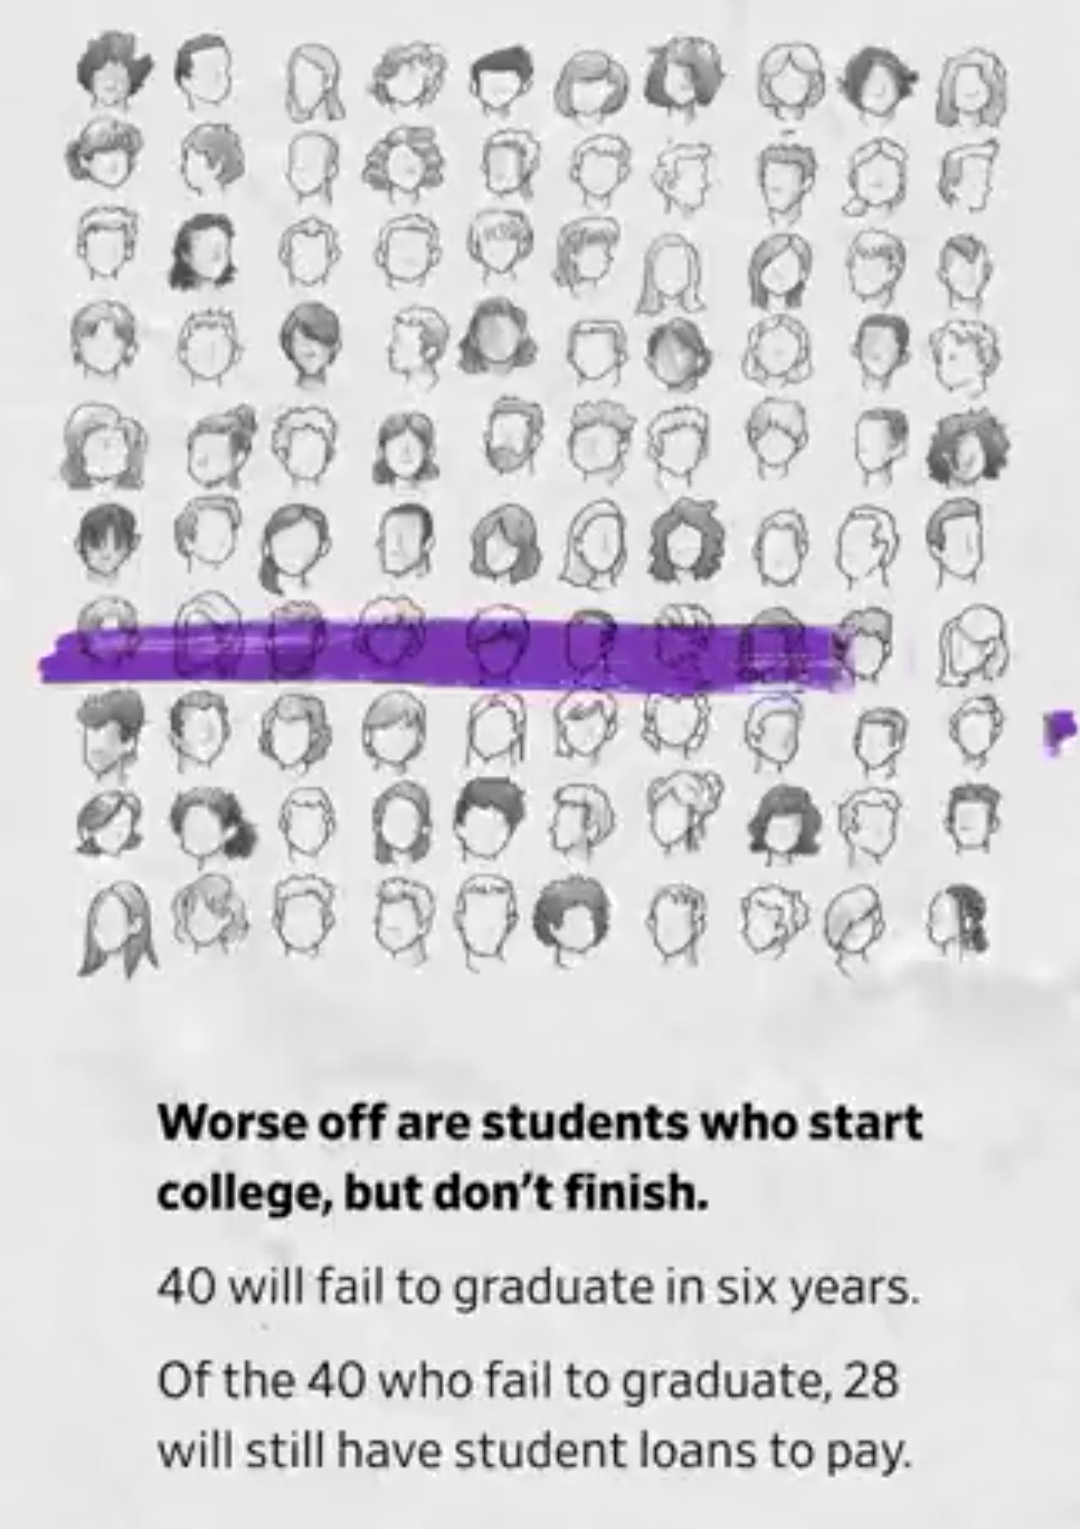 Worse off are students who start
college, but don’t finish.
40 will fail to graduate in six years.
Of the 40 who fail to graduate, 28
will still have student loans to pay.